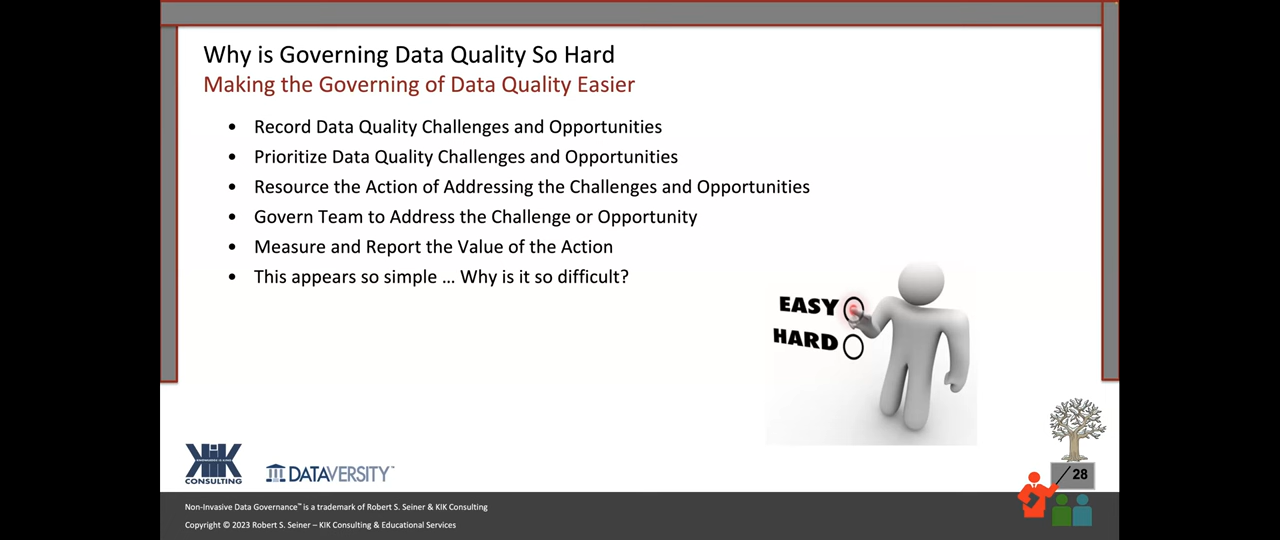 Why is Governing Data Quality So Hard
Making the Governing of Data Quality Easier
• Record Data Quality Challenges and Opportunities
• Prioritize Data Quality Challenges and Opportunities
• Resource the Action of Addressing the Challenges and Opportunities
• Govern Team to Address the Challenge or Opportunity
• Measure and Report the Value of the Action
• This appears so simple … Why is it so difficult?
EASY
HARD
KIK
CONSULTING
DATAVERSITY™
28
Non-Invasive Data Governance™ is a trademark of Robert S. Seiner & KIK Consulting
Copyright © 2023 Robert S. Seiner – KIK Consulting & Educational Services